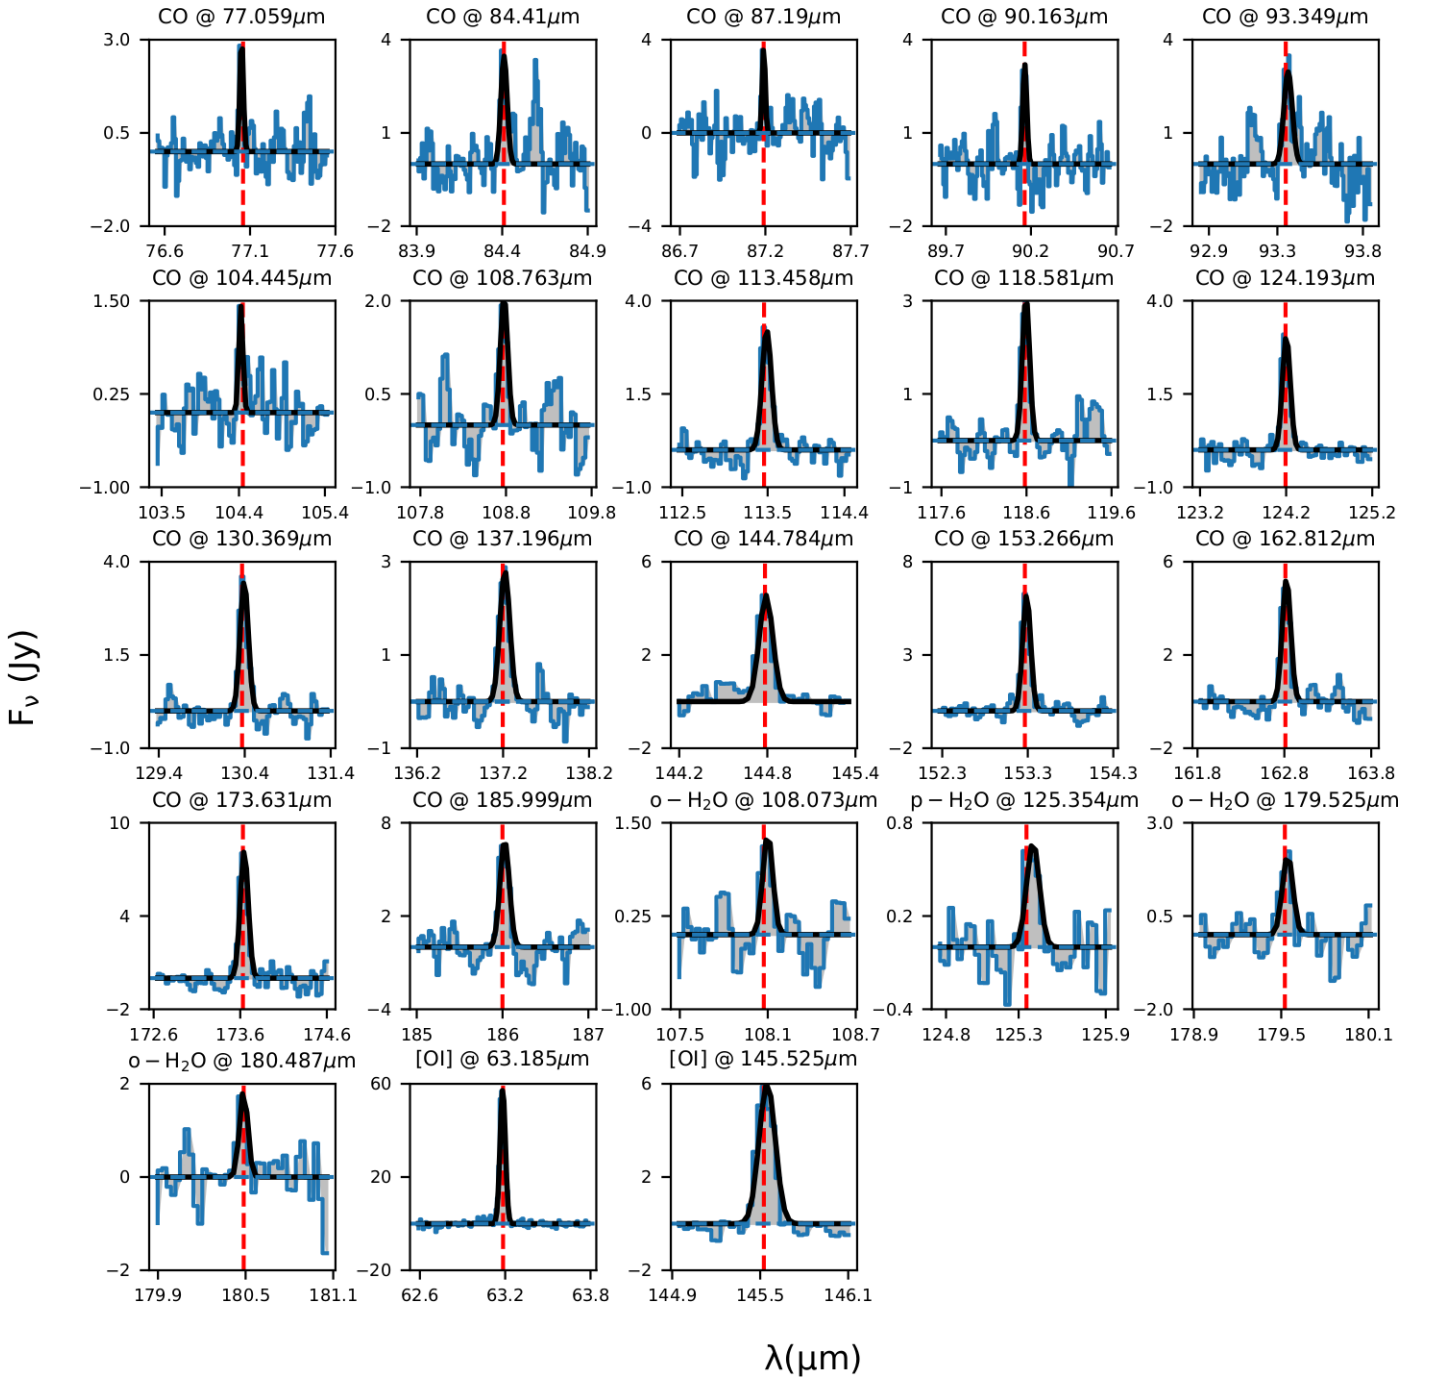 CO @ 77.059μm CO @ 84.41μm CO @ 87.19μm CO @ 90.163μm CO @ 93.349μm
3.0 0.5 −2.0 4 1 −2 4 0 −4 4 1 −2 4 1 −2
76.6 77.1 77.6 83.9 84.4 84.9 86.7 87.2 87.7 89.7 90.2 90.7 92.9 93.3 93.8
CO @ 104.445μm CO @ 108.763μm CO @ 113.458μm CO @ 118.581μm CO @ 124.193μm
1.50 0.25 −1.00 2.0 0.5 −1.0 4.0 1.5 −1.0 3 1 −1 4.0 1.5 −1.0
103.5 104.4 105.4 107.8 108.8 109.8 112.5 113.5 114.4 117.6 118.6 119.6 123.2 124.2 125.2
CO @ 130.369μm CO @ 137.196μm CO @ 144.784μm CO @ 153.266μm CO @ 162.812μm
4.0 1.5 −1.0 3 1 −1 6 2 −2 8 3 −2 6 2 −2
129.4 130.4 131.4 136.2 137.2 138.2 144.2 144.8 145.4 152.3 153.3 154.3 161.8 162.8 163.8
CO @ 173.631μm CO @ 185.999μm o − H₂O @ 108.073μm p − H₂O @ 125.354μm o − H₂O @ 179.525μm
10 4 −2 8 2 −4 1.50 0.25 −1.00 0.8 0.2 −0.4 3.0 0.5 −2.0
172.6 173.6 174.6 185 186 187 107.5 108.1 108.7 124.8 125.3 125.9 178.9 179.5 180.1
o − H₂O @ 180.487μm [OI] @ 63.185μm [OI] @ 145.525μm
2 0 −2 60 20 −20 6 2 −2
179.9 180.5 181.1 62.6 63.2 63.8 144.9 145.5 146.1
Fν (Jy)
λ(μm)